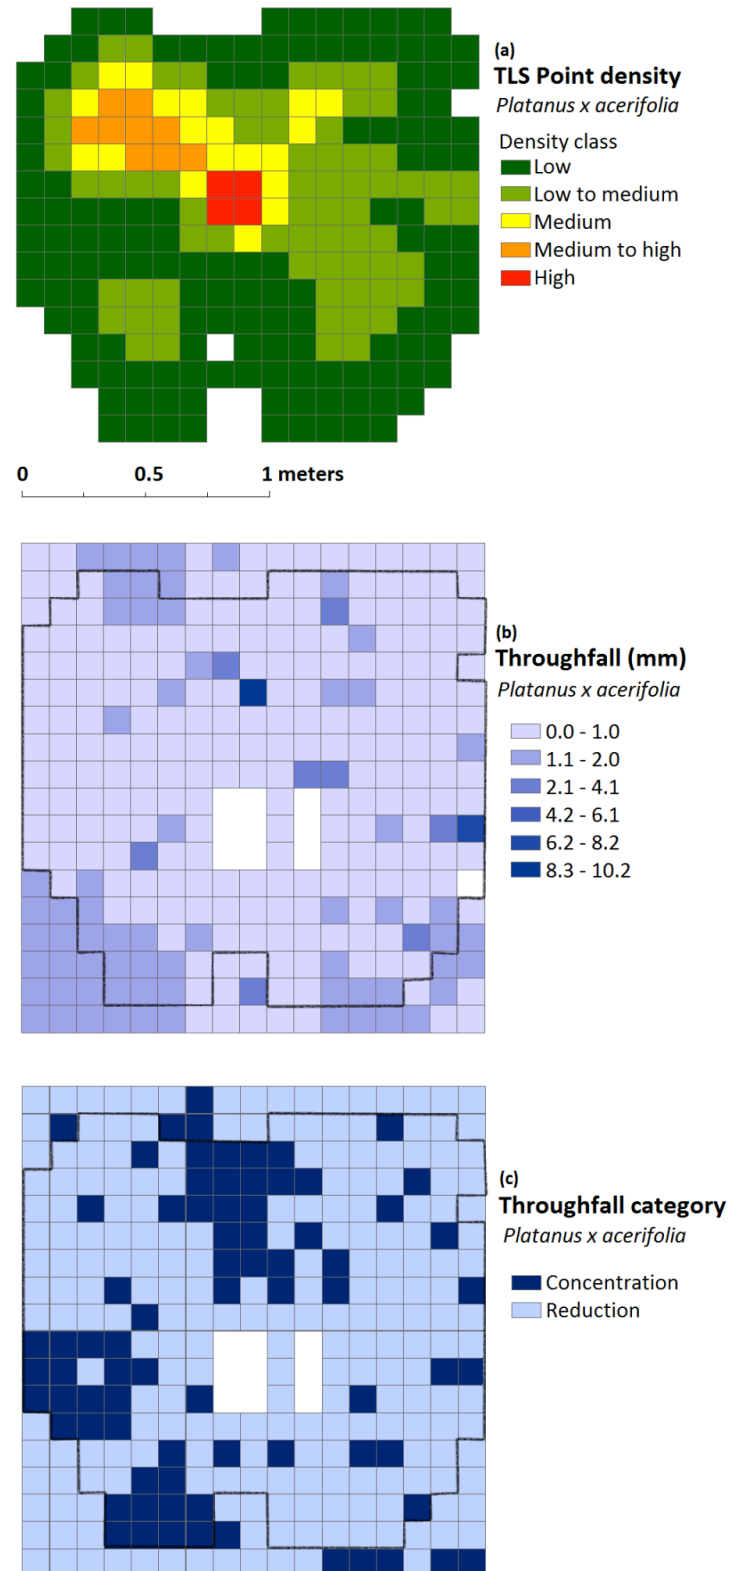 (a)
TLS Point density
Platanus x acerifolia
Density class
Low
Low to medium
Medium
Medium to high
High
0 0.5 1 meters
(b)
Throughfall (mm)
Platanus x acerifolia
0.0 - 1.0
1.1 - 2.0
2.1 - 4.1
4.2 - 6.1
6.2 - 8.2
8.3 - 10.2
(c)
Throughfall category
Platanus x acerifolia
Concentration
Reduction